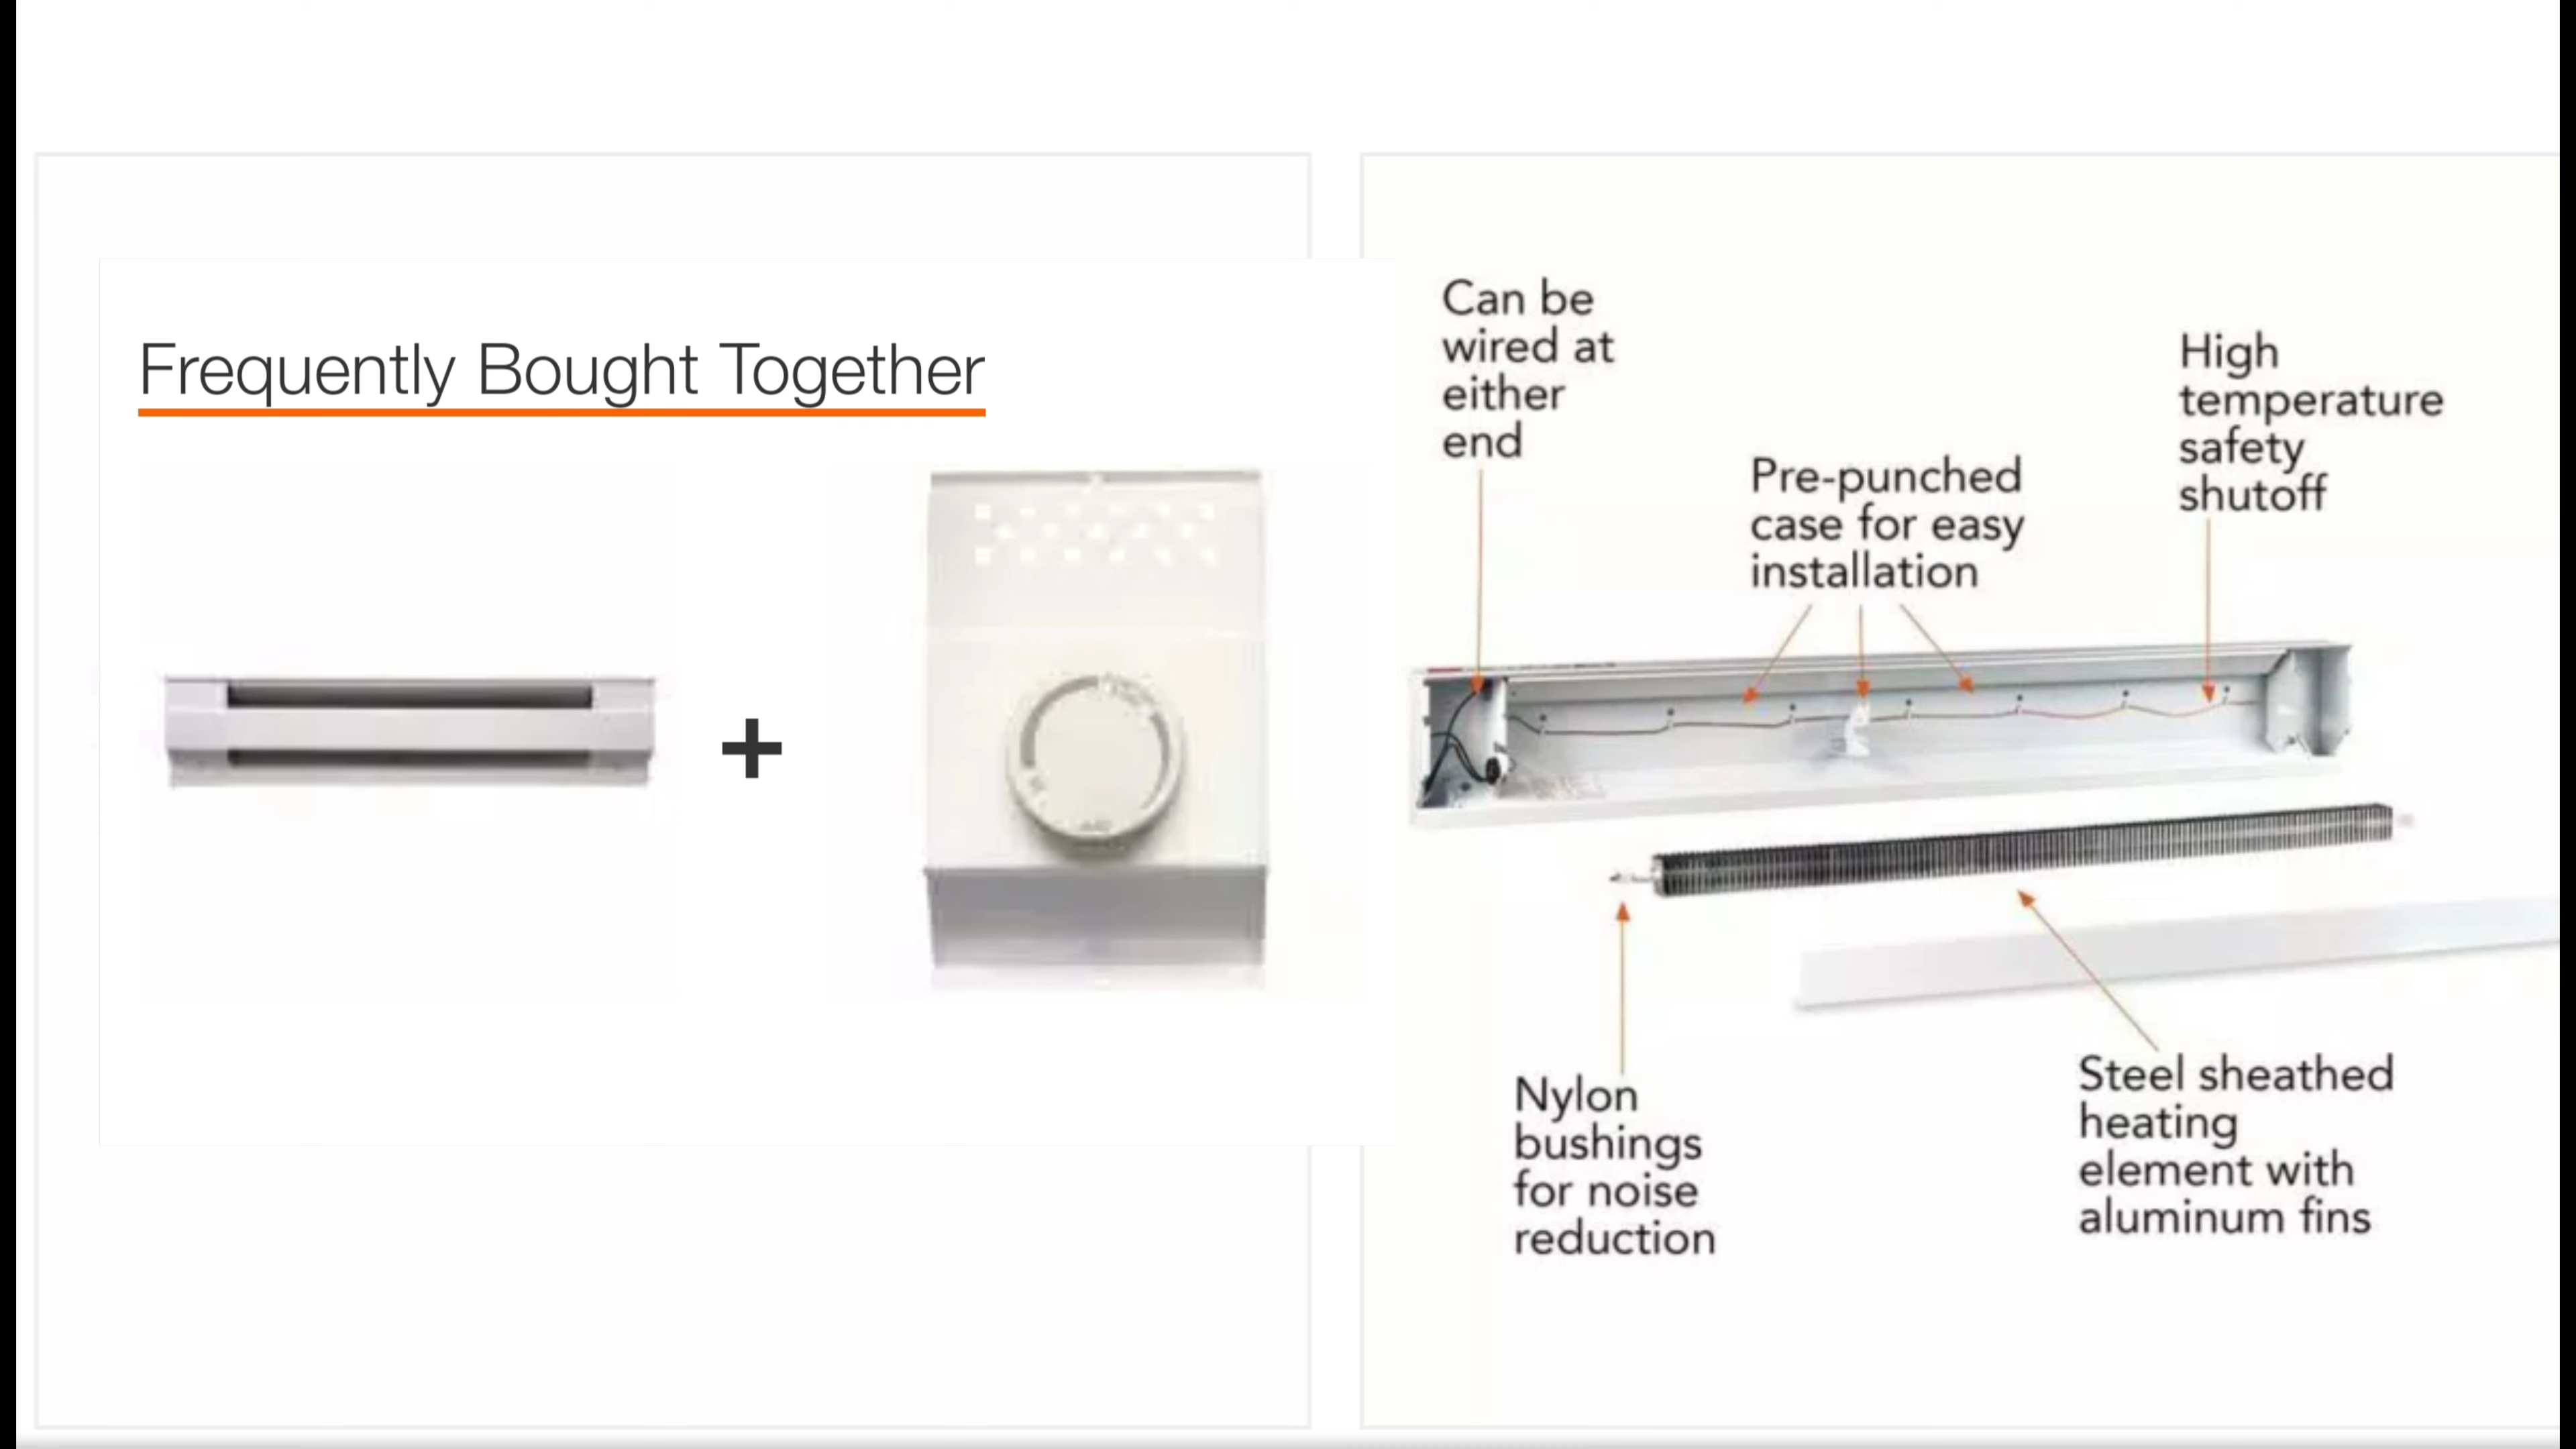 Frequently Bought Together
Can be
wired at
either
end
Pre-punched
case for easy
installation
High
temperature
safety
shutoff
Nylon
bushings
for noise
reduction
Steel sheathed
heating
element with
aluminum fins